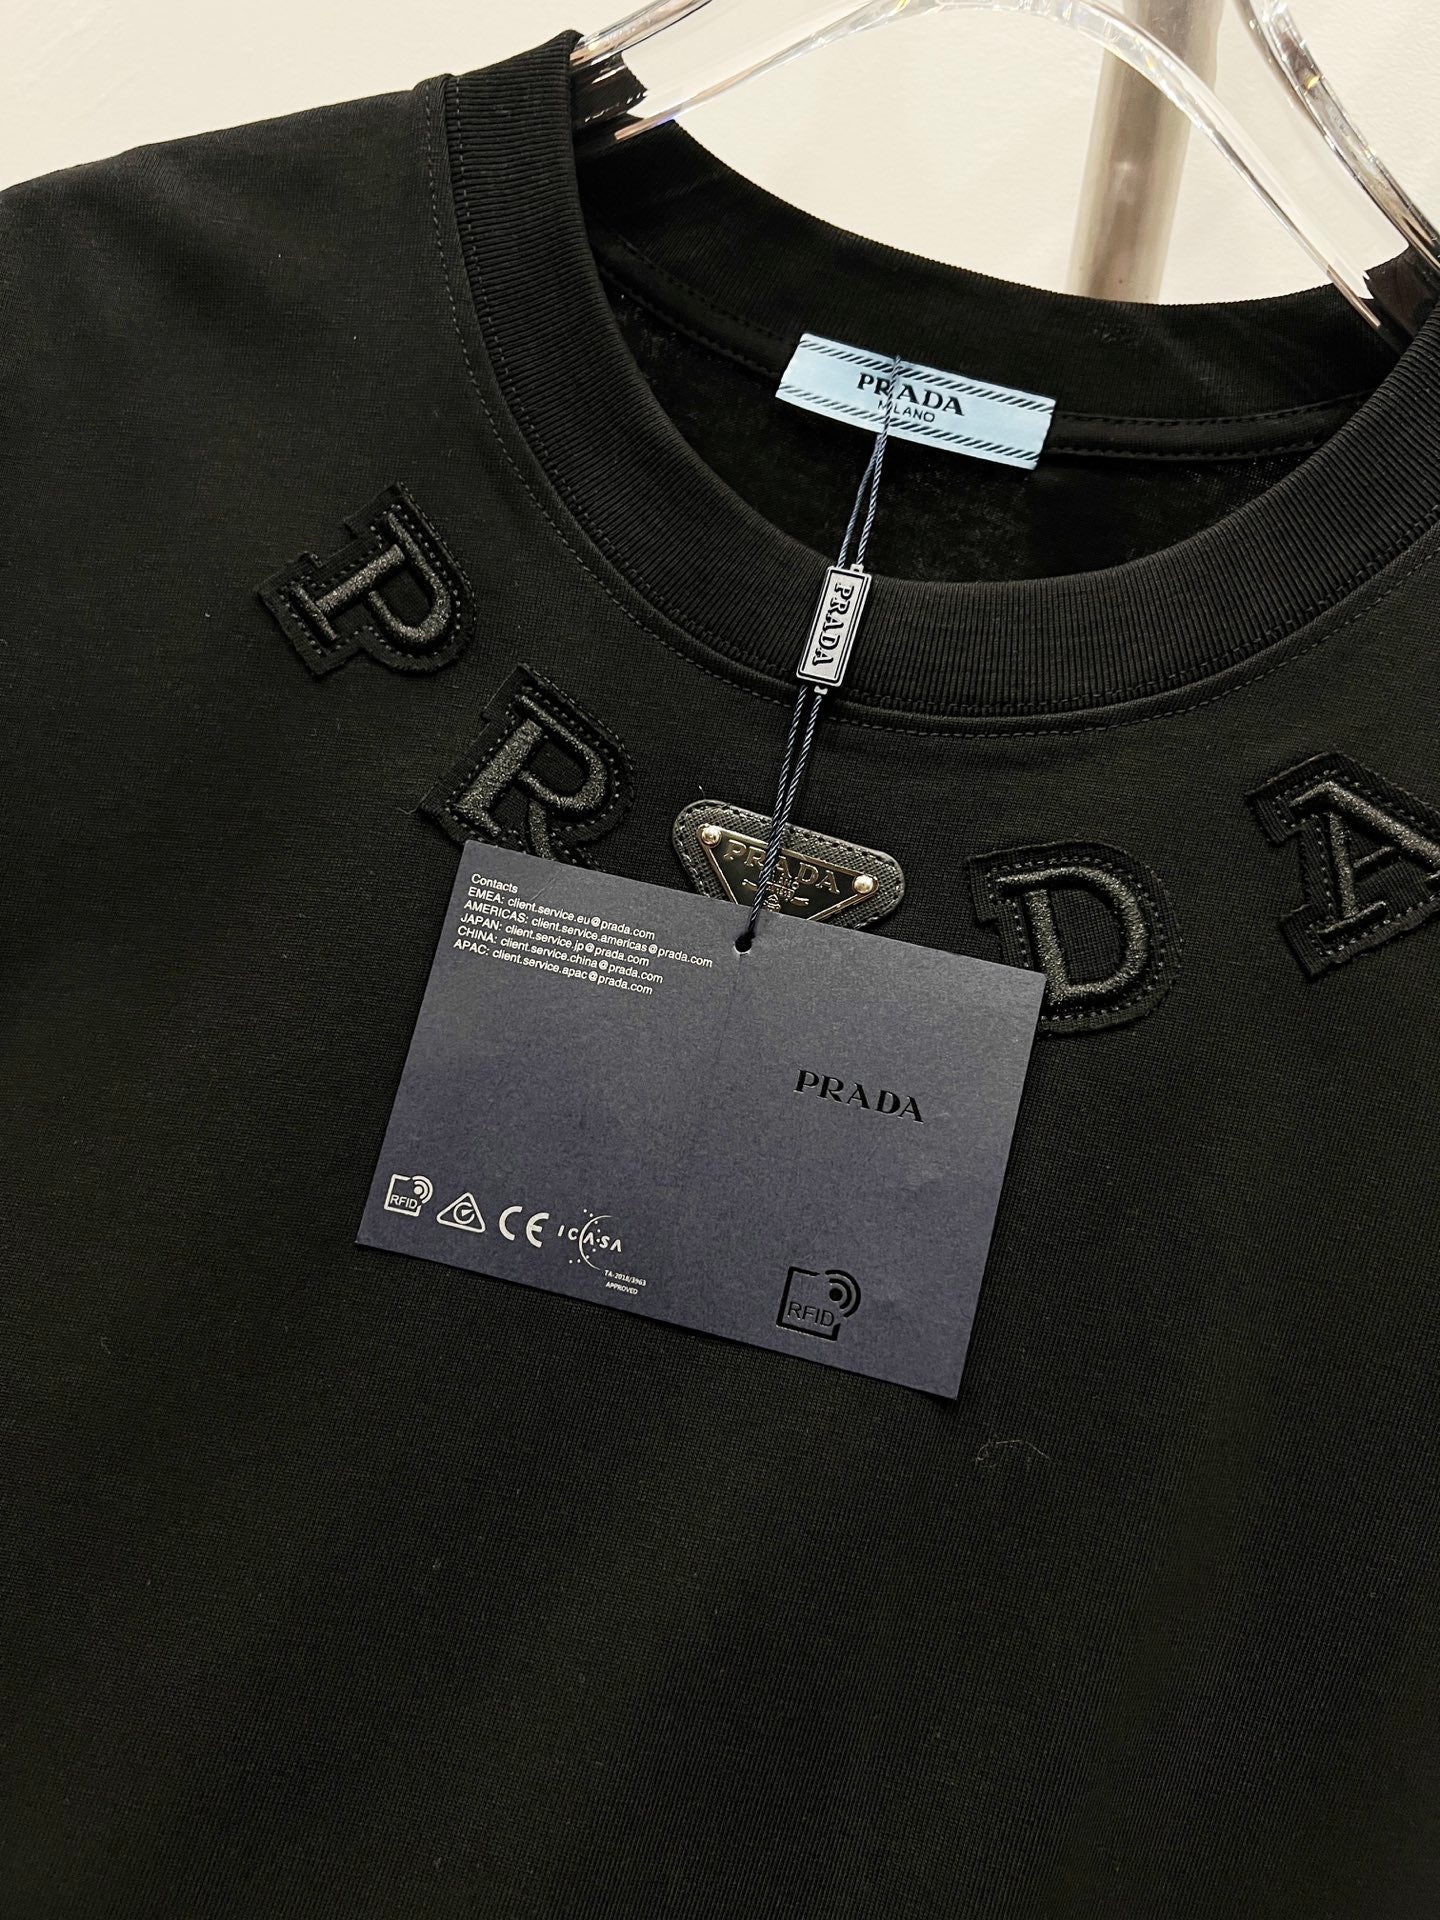 PRADA
MILANO
PRADA
P R D A
PRADA
Contacts
EMEA: client.service.eu@prada.com
AMERICAS: client.service.americas@prada.com
JAPAN: client.service.jp@prada.com
CHINA: client.service.china@prada.com
APAC: client.service.apac@prada.com
PRADA
RFID
CE
ICASA
TA-2018/3963
APPROVED
RFID